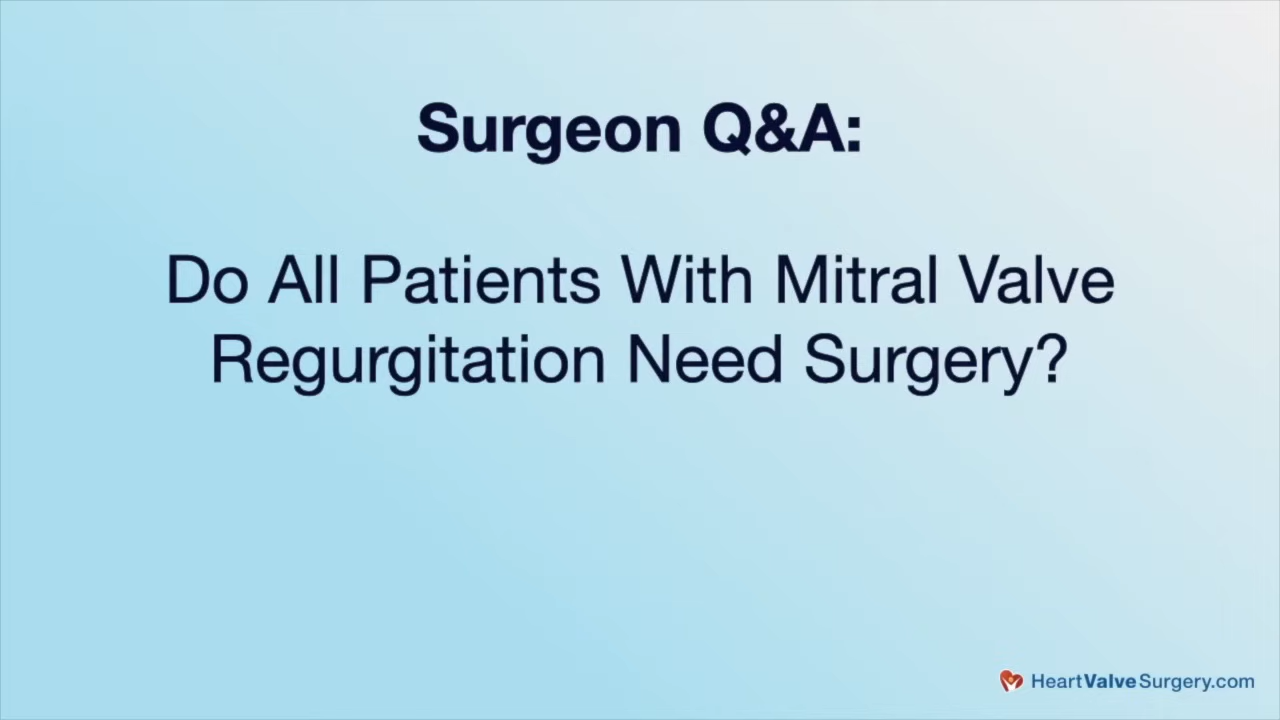 Surgeon Q&A:
Do All Patients With Mitral Valve
Regurgitation Need Surgery?
HeartValveSurgery.com